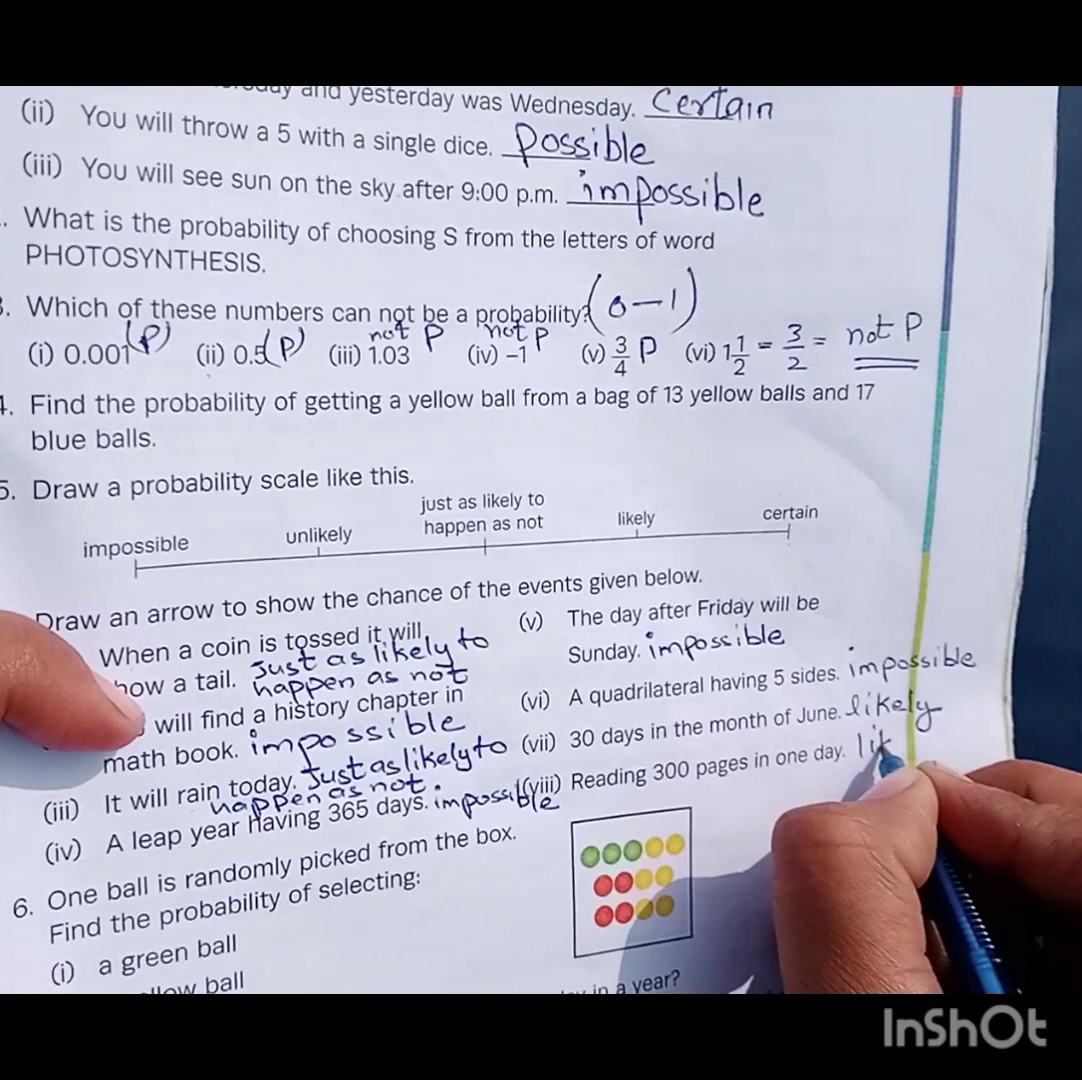 and yesterday was Wednesday. Certain
(ii) You will throw a 5 with a single dice. Possible
(iii) You will see sun on the sky after 9:00 p.m. impossible
. What is the probability of choosing S from the letters of word
PHOTOSYNTHESIS.
3. Which of these numbers can not be a probability? (0-1)
(i) 0.001 (P) (ii) 0.5 (P) (iii) 1.03 not P (iv) -1 not P (v) 3/4 P (vi) 1 1/2 = 3/2 = not P
4. Find the probability of getting a yellow ball from a bag of 13 yellow balls and 17
blue balls.
5. Draw a probability scale like this.
impossible unlikely just as likely to happen as not likely certain
Draw an arrow to show the chance of the events given below.
When a coin is tossed it will
how a tail. Just as likely to
happen as not
will find a history chapter in
math book. impossible
(iii) It will rain today. Just as likely to
happen as not.
(iv) A leap year having 365 days. impossible
(v) The day after Friday will be
Sunday. impossible
(vi) A quadrilateral having 5 sides. impossible
(vii) 30 days in the month of June. likely
(viii) Reading 300 pages in one day. lik
6. One ball is randomly picked from the box.
Find the probability of selecting:
(i) a green ball
llow ball
in a year?
InShOt